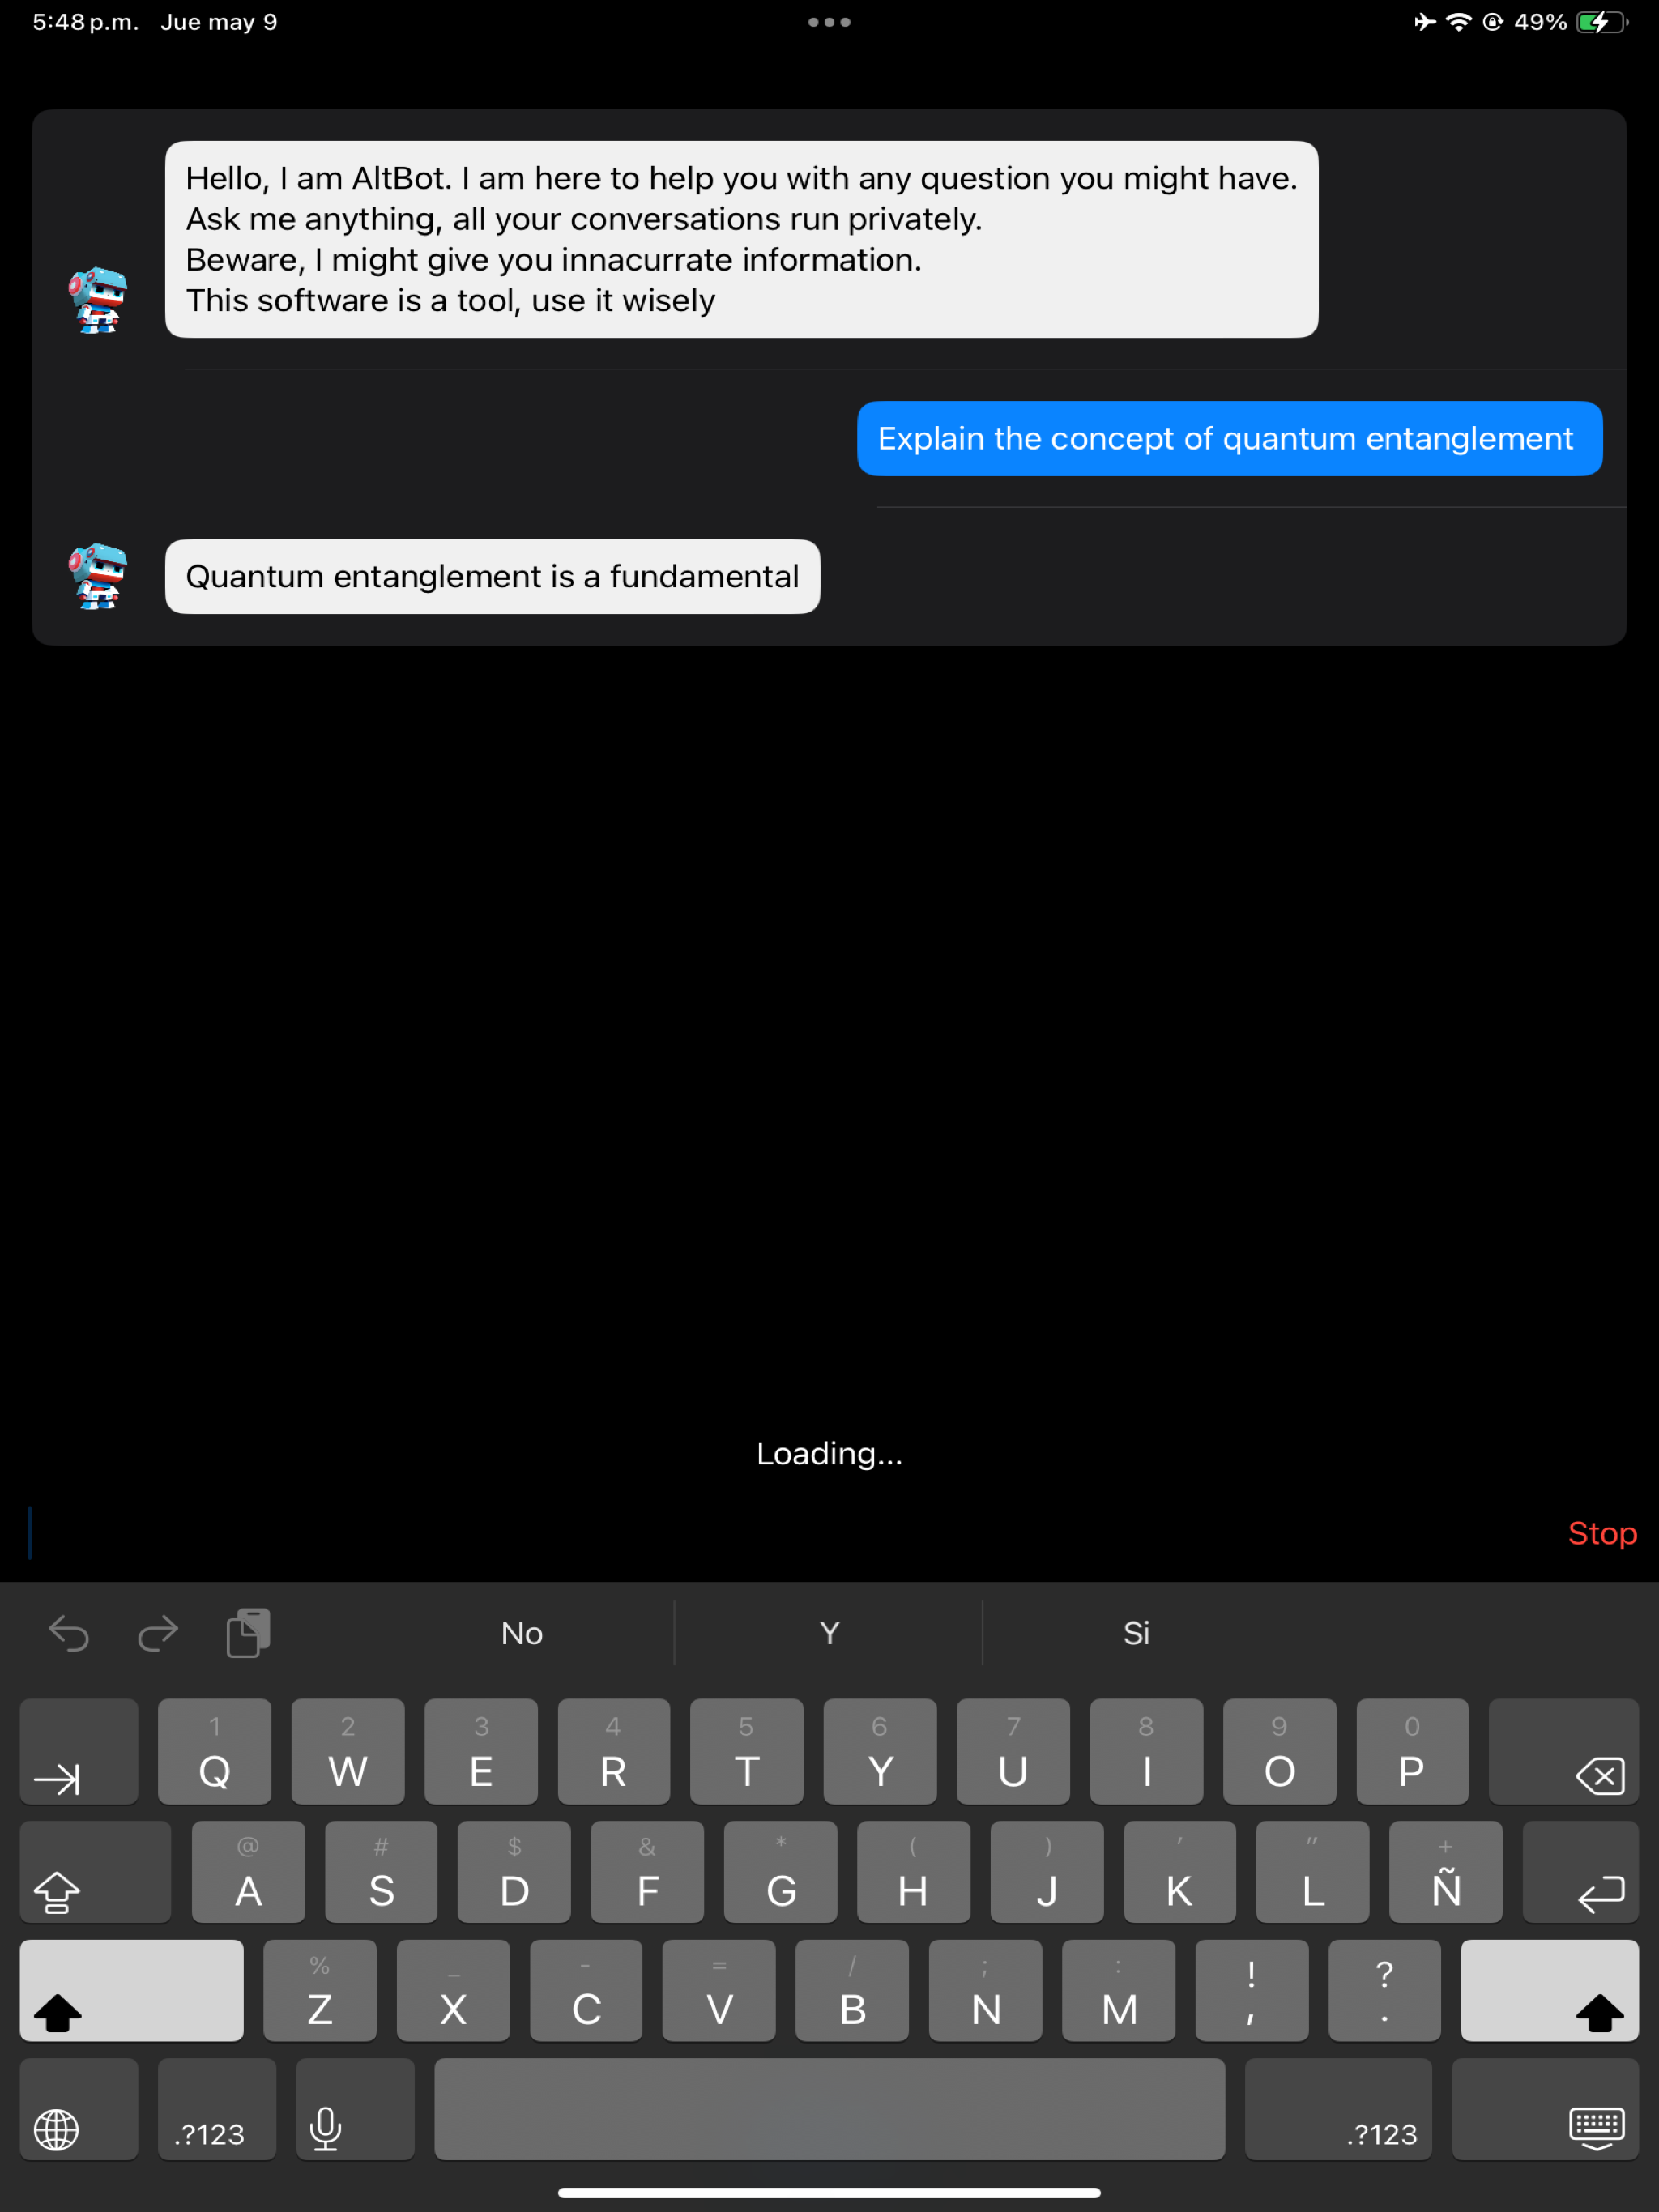 5:48 p.m. Jue may 9
49%
Hello, I am AltBot. I am here to help you with any question you might have.
Ask me anything, all your conversations run privately.
Beware, I might give you innacurrate information.
This software is a tool, use it wisely
Explain the concept of quantum entanglement
Quantum entanglement is a fundamental
Loading...
Stop
No Y Si
1 2 3 4 5 6 7 8 9 0
Q W E R T Y U I O P
@ # $ & * ( ) ' " +
A S D F G H J K L Ñ
% _ - = / ; : ! ?
Z X C V B N M , .
.?123 .?123